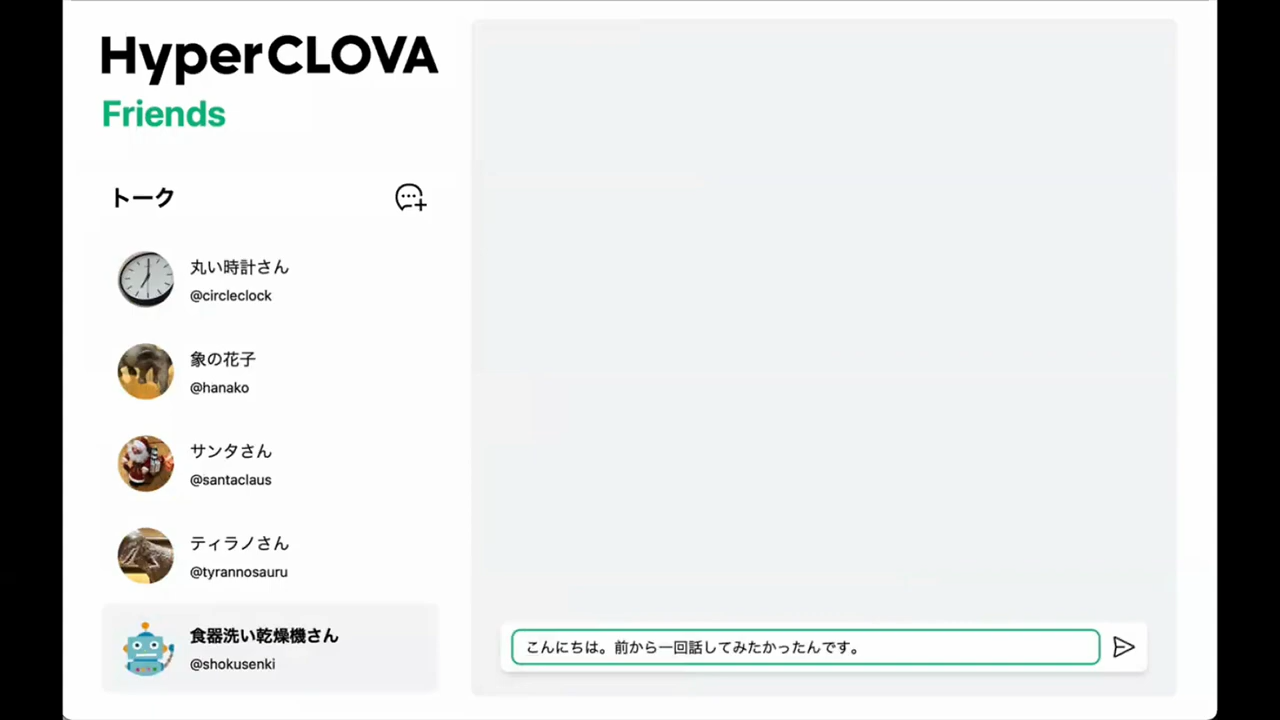 HyperCLOVA
Friends
トーク
丸い時計さん
@circleclock
象の花子
@hanako
サンタさん
@santaclaus
ティラノさん
@tyrannosauru
食器洗い乾燥機さん
@shokusenki
こんにちは。前から一回話してみたかったんです。